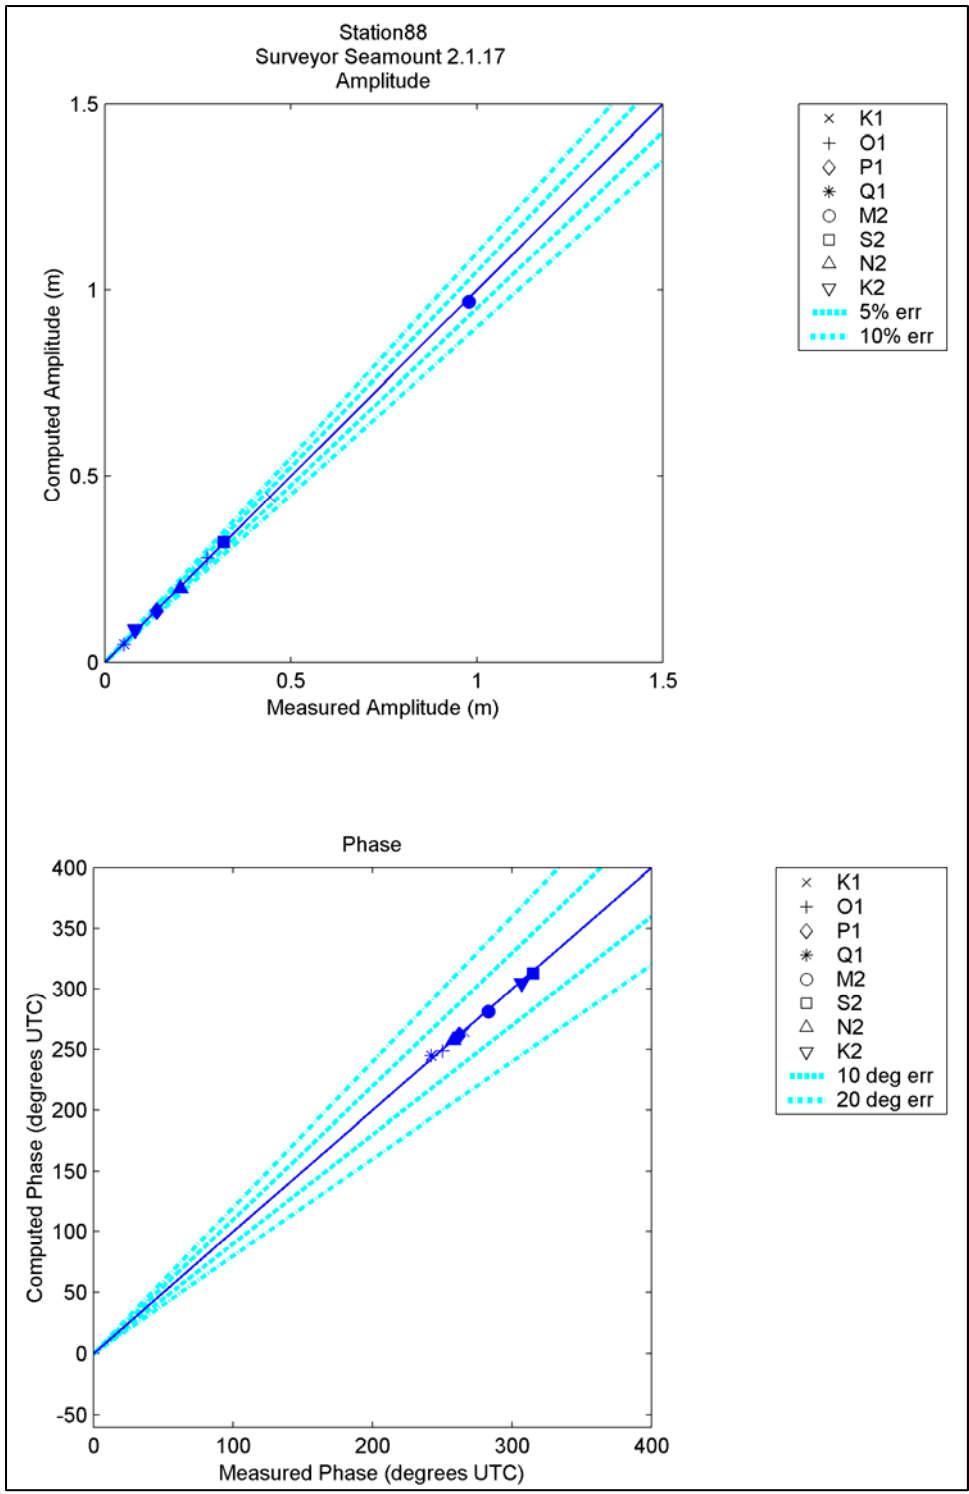 Station88
Surveyor Seamount 2.1.17
Amplitude
1.5
1
0.5
0
0
0.5
1
1.5
Computed Amplitude (m)
Measured Amplitude (m)
K1
O1
P1
Q1
M2
S2
N2
K2
5% err
10% err
Phase
400
350
300
250
200
150
100
50
0
-50
0
100
200
300
400
Computed Phase (degrees UTC)
Measured Phase (degrees UTC)
K1
O1
P1
Q1
M2
S2
N2
K2
10 deg err
20 deg err